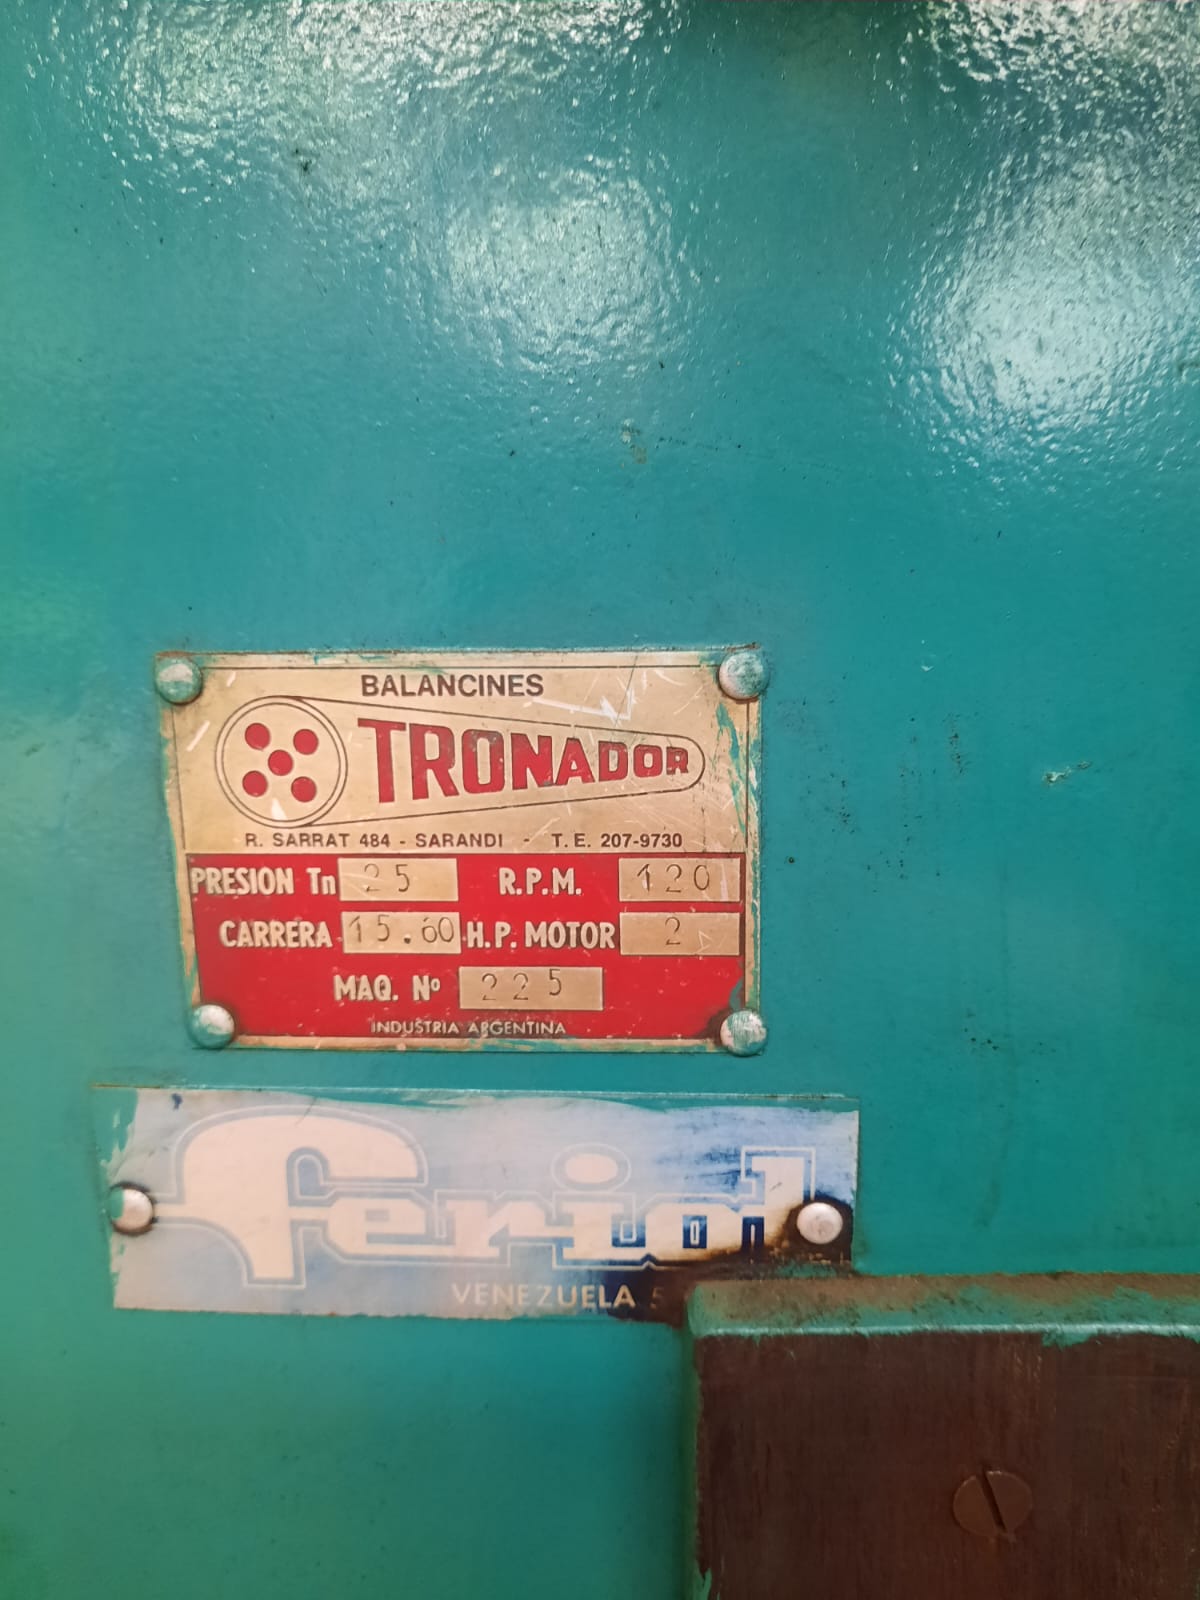 BALANCINES
TRONADOR
R. SARRAT 484 - SARANDI - T.E. 207-9730
PRESION Tn 25 R.P.M. 120
CARRERA 15.60 H.P. MOTOR 2
MAQ. Nº 225
INDUSTRIA ARGENTINA
feriol
VENEZUELA 5